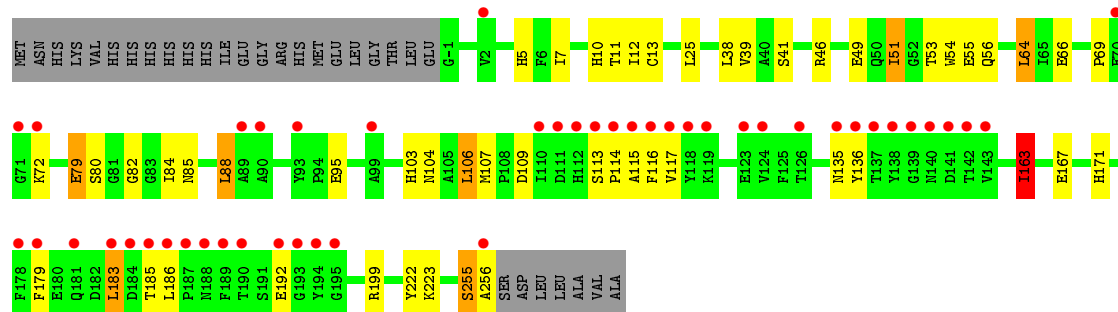 MET ASN HIS LYS VAL HIS HIS HIS HIS HIS HIS ILE GLU GLY ARG HIS MET GLU LEU GLY THR LEU GLU G-1 V2 H5 F6 I7 H10 T11 I12 C13 L25 L38 V39 A40 S41 R46 E49 Q50 I51 G52 T53 W54 E55 Q56 L64 I65 E66 P69
G71 K72 E79 S80 G81 G82 G83 I84 N85 L88 A89 A90 Y93 P94 E95 A99 H103 N104 A105 L106 M107 P108 D109 I110 D111 H112 S113 P114 A115 F116 V117 Y118 K119 E123 V124 F125 T126 N135 Y136 T137 Y138 G139 N140 D141 T142 V143 I163 E167 H171
F178 F179 E180 Q181 D182 L183 D184 T185 L186 P187 N188 F189 T190 S191 E192 G193 Y194 G195 R199 Y222 K223 S255 A256 SER ASP LEU LEU ALA VAL ALA